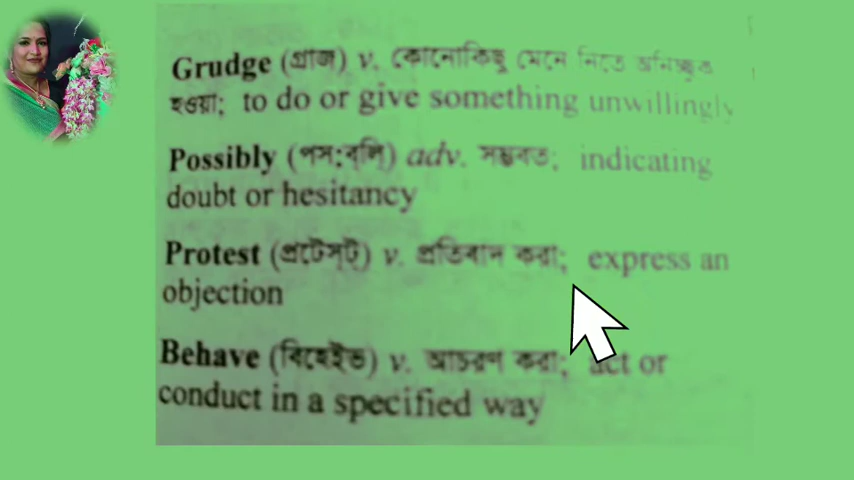 Grudge (গ্রাজ) v. কোনোকিছু মেনে নিতে অনিচ্ছুক
হওয়া; to do or give something unwillingly
Possibly (পস:বলি) adv. সম্ভবত; indicating
doubt or hesitancy
Protest (প্রটেস্ট্) v. প্রতিবাদ করা; express an
objection
Behave (বিহেইভ) v. আচরণ করা; act or
conduct in a specified way